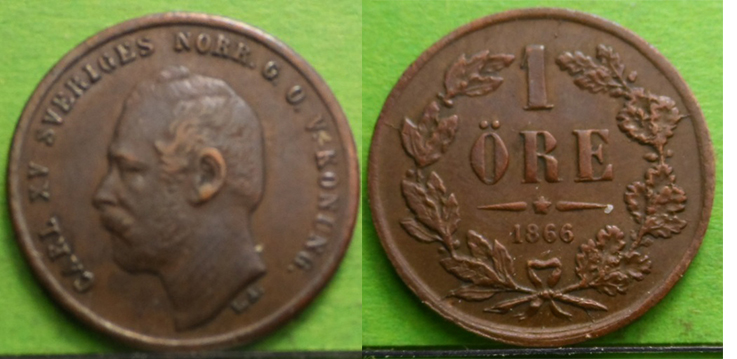 CARL XV SVERIGES NORR. G. O. V. KONUNG.
1
ÖRE
1866